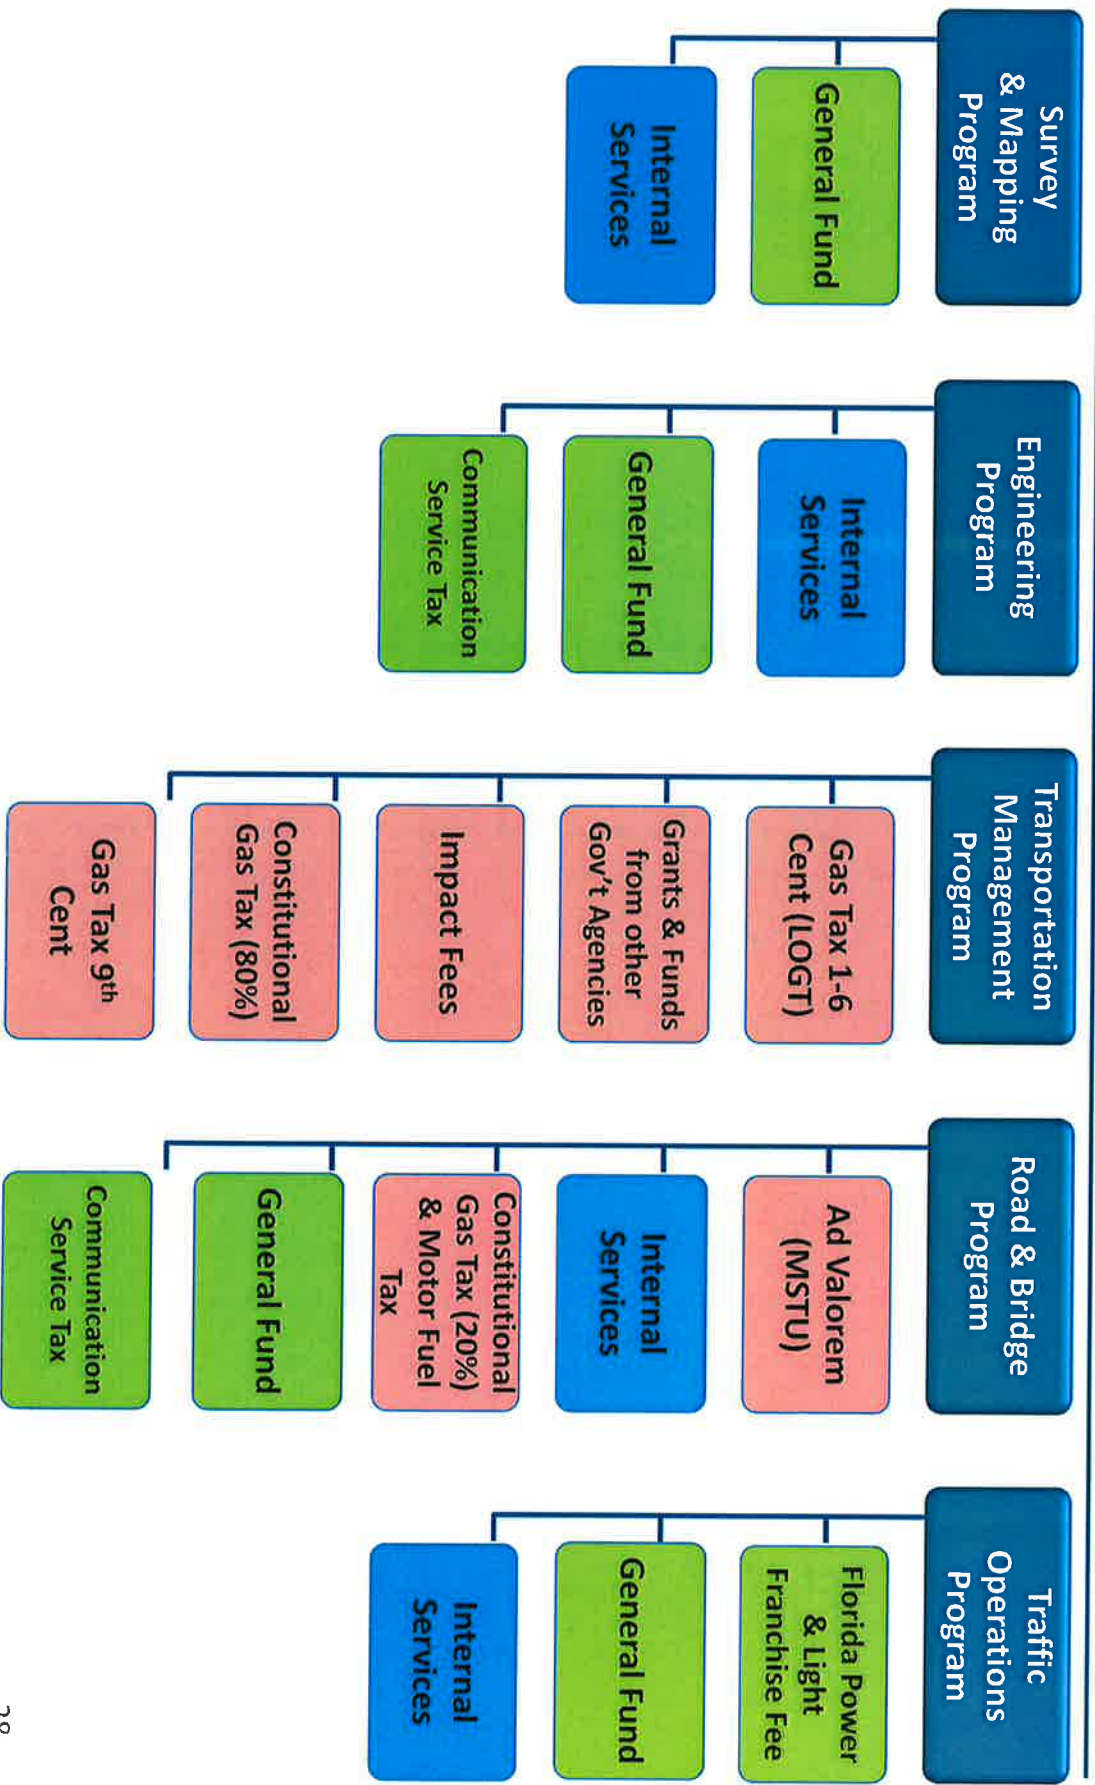 Survey
& Mapping
Program
General Fund
Internal
Services
Engineering
Program
Internal
Services
General Fund
Communication
Service Tax
Transportation
Management
Program
Gas Tax 1-6
Cent (LOGT)
Grants & Funds
from other
Gov't Agencies
Impact Fees
Constitutional
Gas Tax (80%)
Gas Tax 9th
Cent
Road & Bridge
Program
Ad Valorem
(MSTU)
Internal
Services
Constitutional
Gas Tax (20%)
& Motor Fuel
Tax
General Fund
Communication
Service Tax
Traffic
Operations
Program
Florida Power
& Light
Franchise Fee
General Fund
Internal
Services